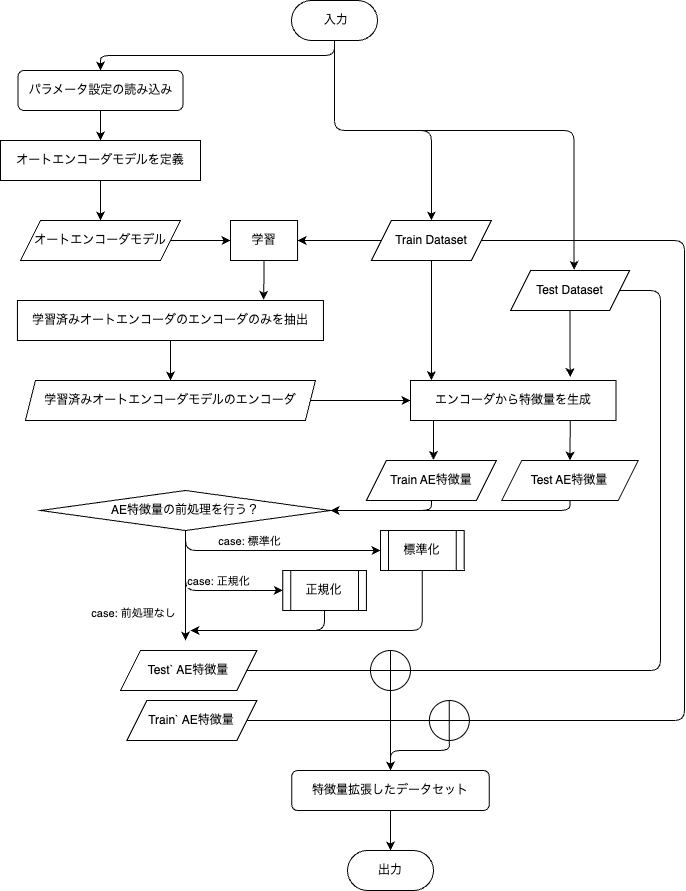 入力
パラメータ設定の読み込み
オートエンコーダモデルを定義
オートエンコーダモデル
学習
Train Dataset
Test Dataset
学習済みオートエンコーダのエンコーダのみを抽出
学習済みオートエンコーダモデルのエンコーダ
エンコーダから特徴量を生成
Train AE特徴量
Test AE特徴量
AE特徴量の前処理を行う？
case: 標準化
標準化
case: 正規化
正規化
case: 前処理なし
Test` AE特徴量
Train` AE特徴量
特徴量拡張したデータセット
出力